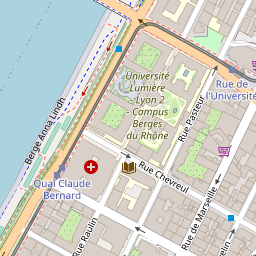 Université
Lumière
- Lyon 2
- Campus
Berges
du Rhône
Rue de
l'Université
Rue Pasteur
Berge Anna Lindh
Rue Chevreul
Quai Claude
Bernard
Rue Raulin
Rue de Marseille
elin